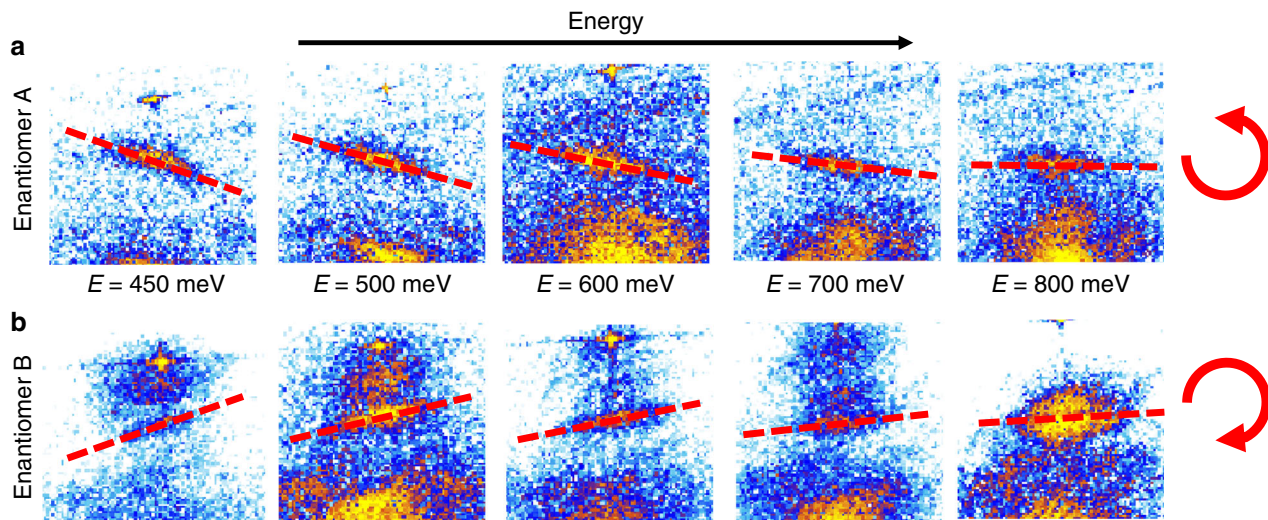 Energy
a
Enantiomer A
E = 450 meV
E = 500 meV
E = 600 meV
E = 700 meV
E = 800 meV
b
Enantiomer B